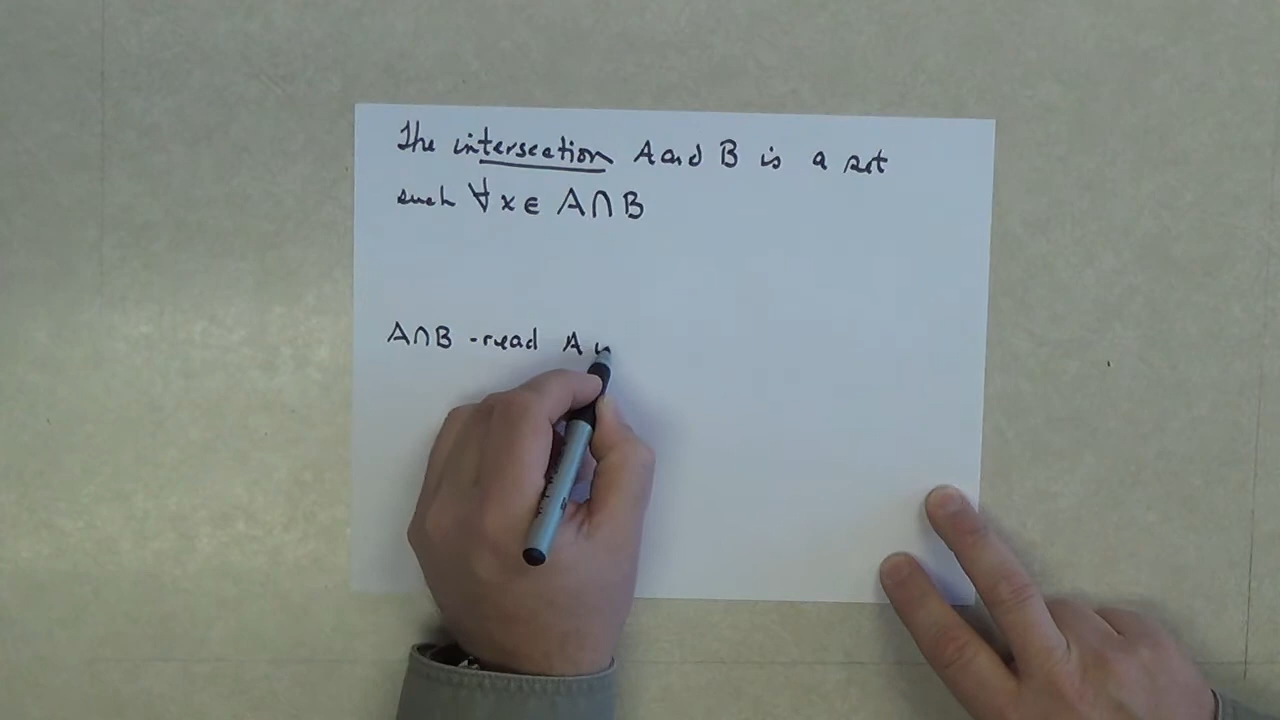 The intersection A and B is a set
such ∀ x ∈ A∩B
A∩B - read A